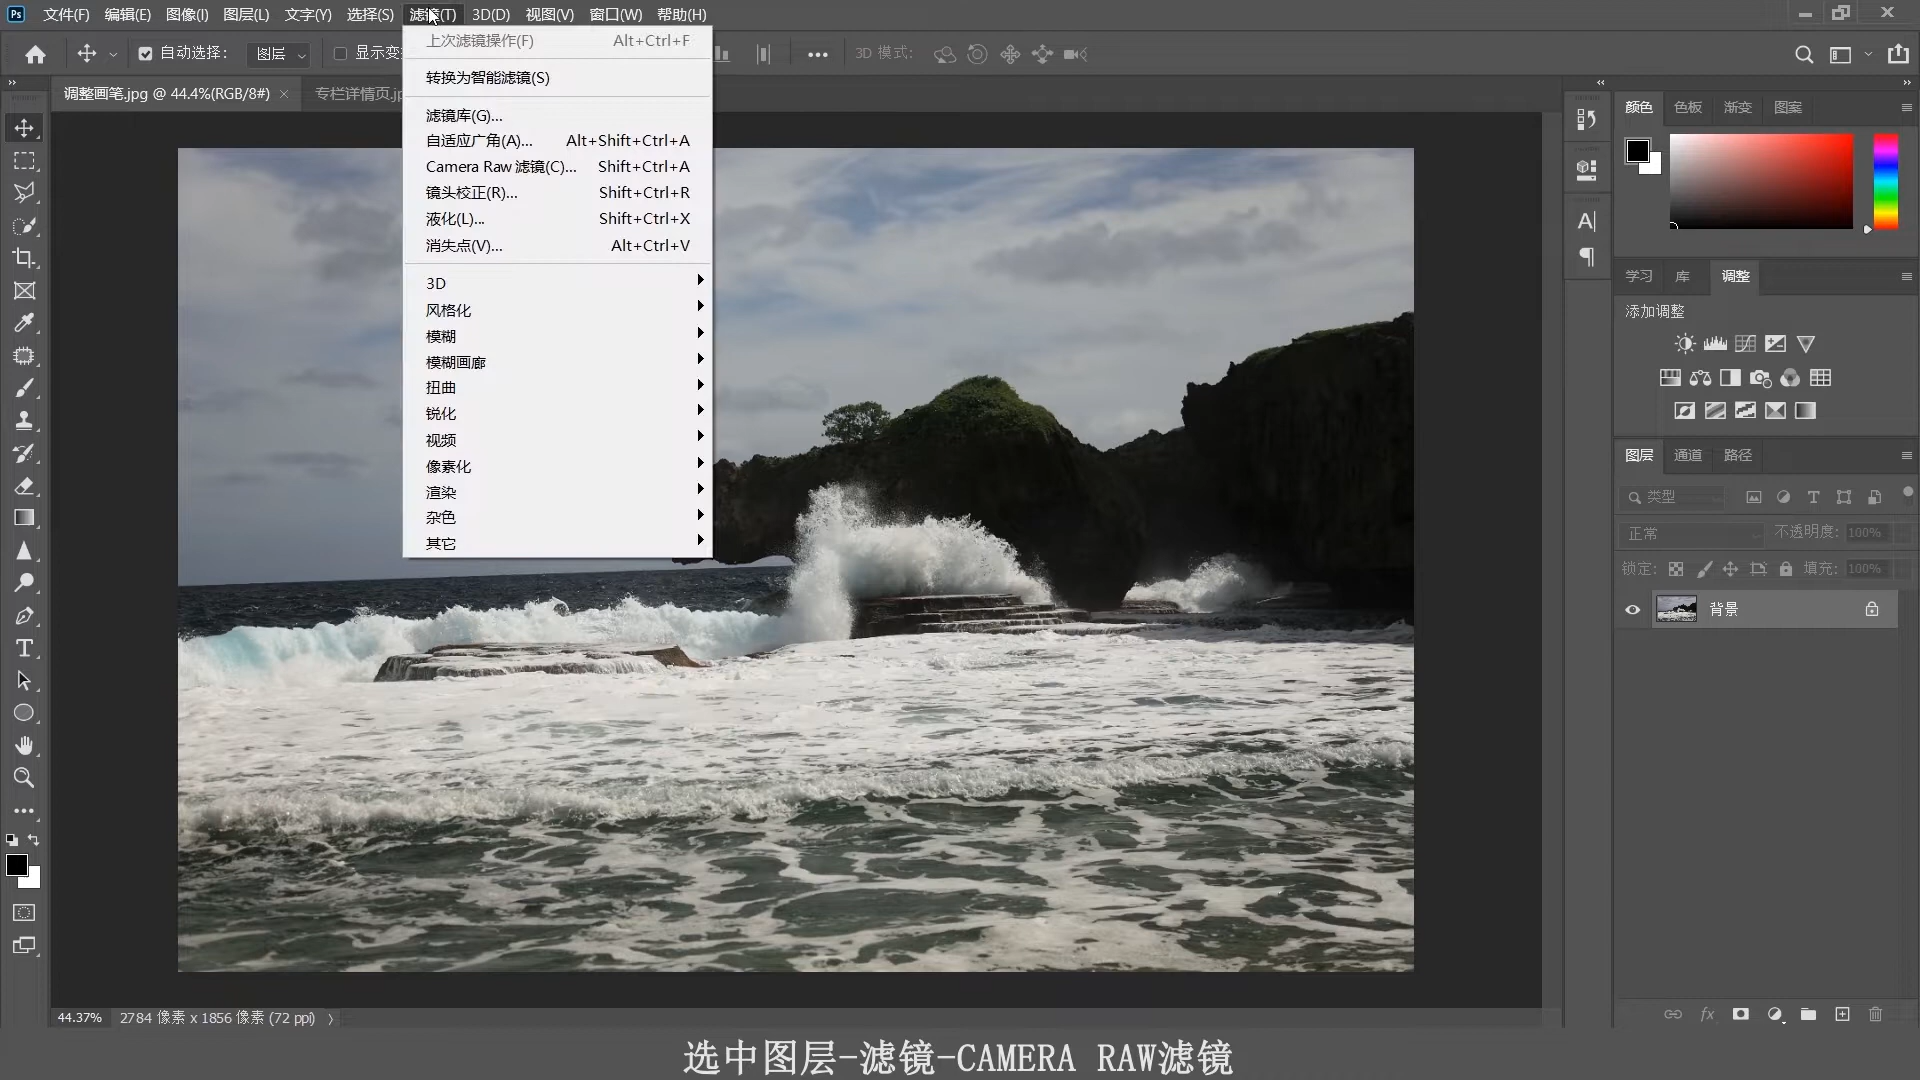 Ps 文件(F) 编辑(E) 图像(I) 图层(L) 文字(Y) 选择(S) 滤镜(T) 3D(D) 视图(V) 窗口(W) 帮助(H)
自动选择: 图层 显示变 3D 模式:
调整画笔.jpg @ 44.4%(RGB/8#) × 专栏详情页.jp
上次滤镜操作(F) Alt+Ctrl+F
转换为智能滤镜(S)
滤镜库(G)...
自适应广角(A)... Alt+Shift+Ctrl+A
Camera Raw 滤镜(C)... Shift+Ctrl+A
镜头校正(R)... Shift+Ctrl+R
液化(L)... Shift+Ctrl+X
消失点(V)... Alt+Ctrl+V
3D
风格化
模糊
模糊画廊
扭曲
锐化
视频
像素化
渲染
杂色
其它
颜色 色板 渐变 图案
学习 库 调整
添加调整
图层 通道 路径
类型
正常 不透明度: 100%
锁定: 填充: 100%
背景
44.37% 2784 像素 x 1856 像素 (72 ppi)
选中图层-滤镜-CAMERA RAW滤镜